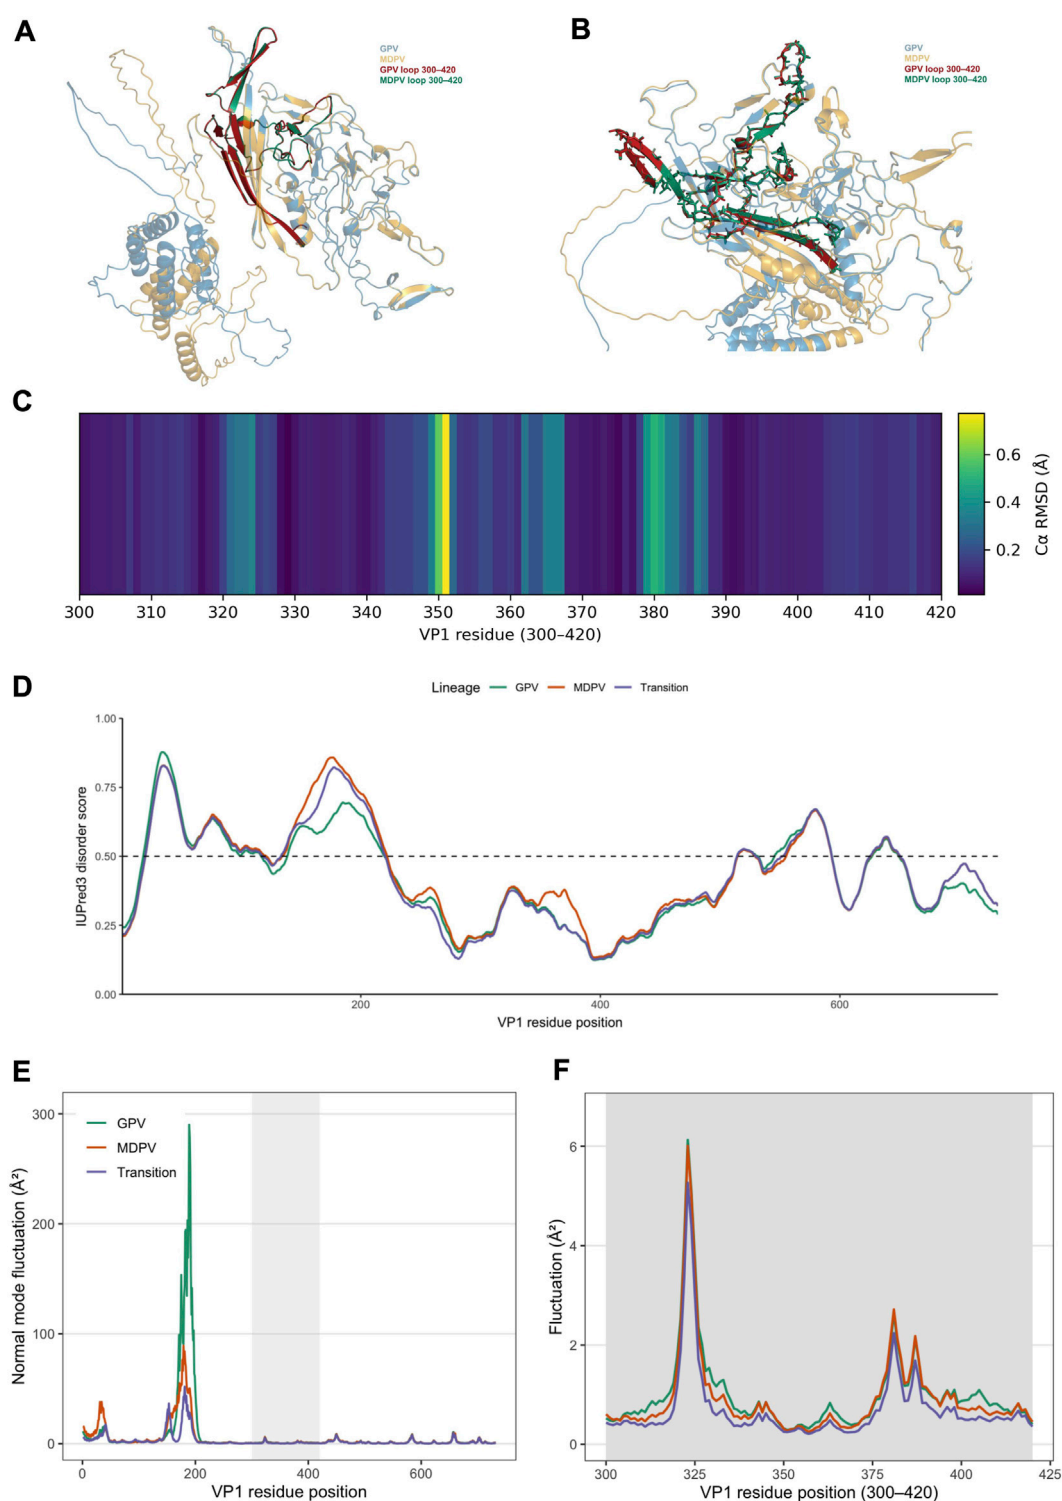 A
GPV
MDPV
GPV loop 300–420
MDPV loop 300–420
B
GPV
MDPV
GPV loop 300–420
MDPV loop 300–420
C
300 310 320 330 340 350 360 370 380 390 400 410 420
VP1 residue (300–420)
0.6
0.4
0.2
Cα RMSD (Å)
D
Lineage GPV MDPV Transition
1.00
0.75
0.50
0.25
0.00
IUPred3 disorder score
200 400 600
VP1 residue position
E
GPV
MDPV
Transition
300
200
100
0
Normal mode fluctuation (Å²)
0 200 400 600
VP1 residue position
F
6
4
2
0
Fluctuation (Å²)
300 325 350 375 400 425
VP1 residue position (300–420)